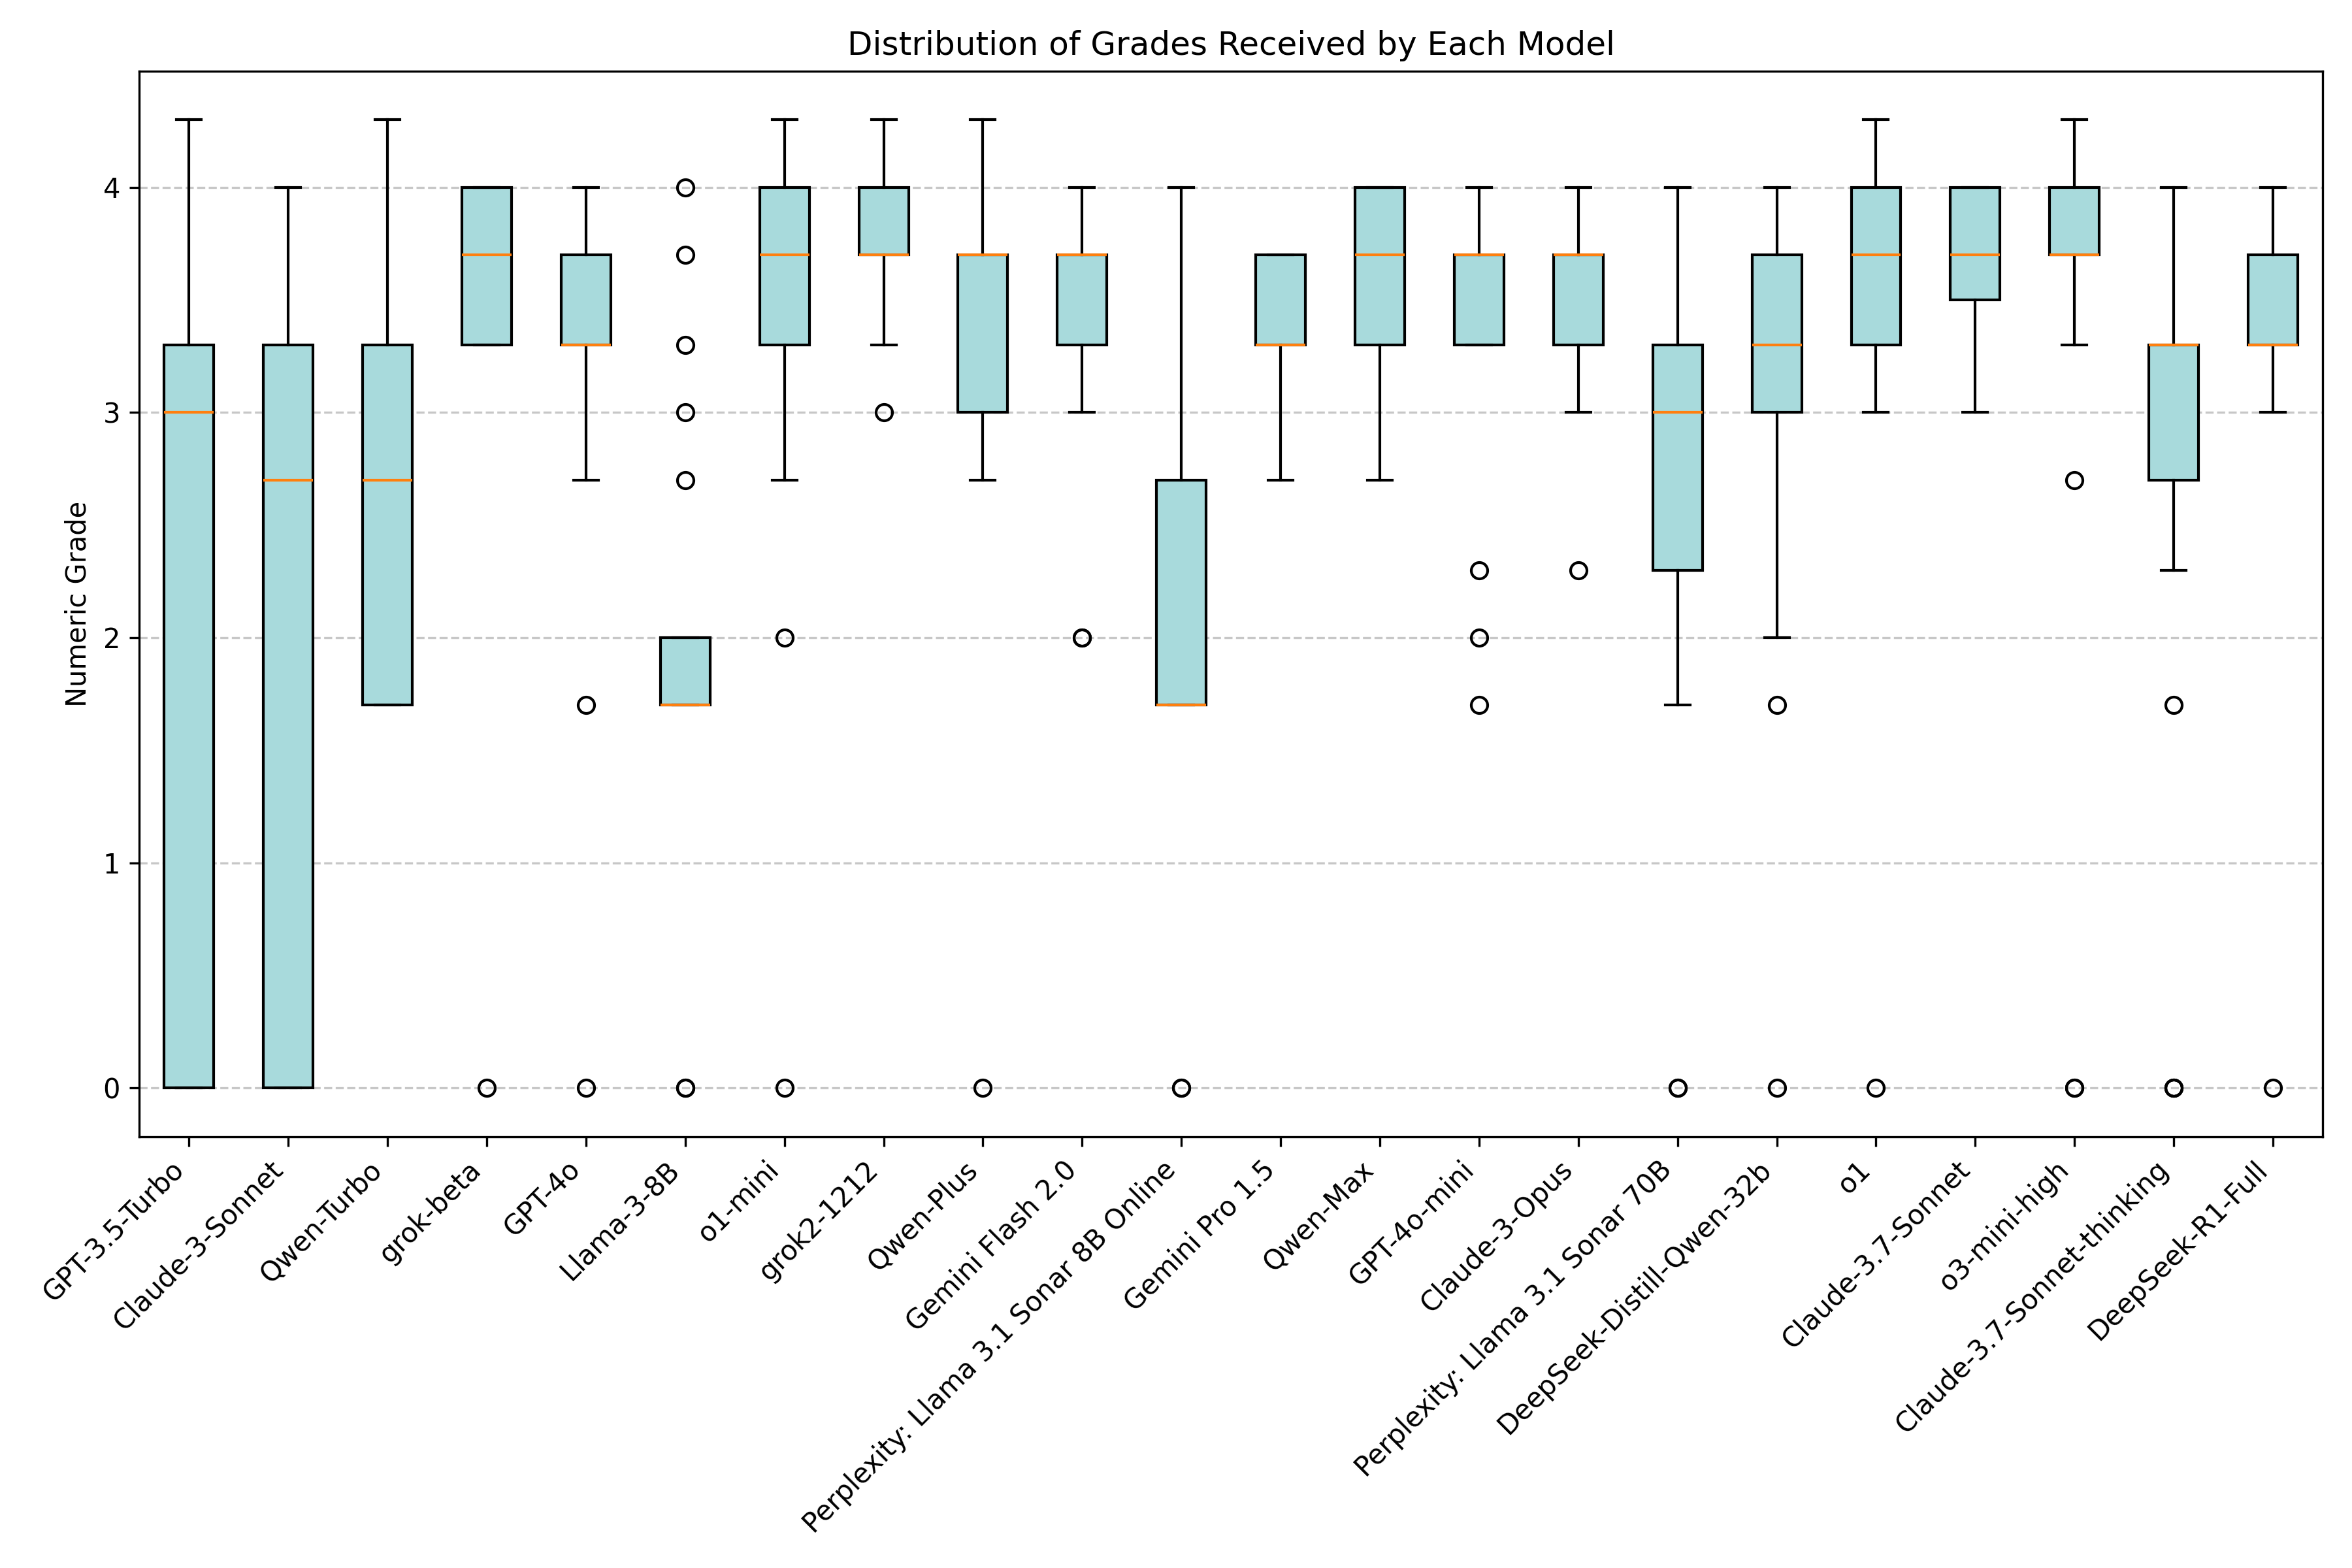 Distribution of Grades Received by Each Model
Numeric Grade
4
3
2
1
0
GPT-3.5-Turbo
Claude-3-Sonnet
Qwen-Turbo
grok-beta
GPT-4o
Llama-3-8B
o1-mini
grok2-1212
Qwen-Plus
Gemini Flash 2.0
Perplexity: Llama 3.1 Sonar 8B Online
Gemini Pro 1.5
Qwen-Max
GPT-4o-mini
Claude-3-Opus
Perplexity: Llama 3.1 Sonar 70B
DeepSeek-Distill-Qwen-32b
o1
Claude-3.7-Sonnet
o3-mini-high
Claude-3.7-Sonnet-thinking
DeepSeek-R1-Full